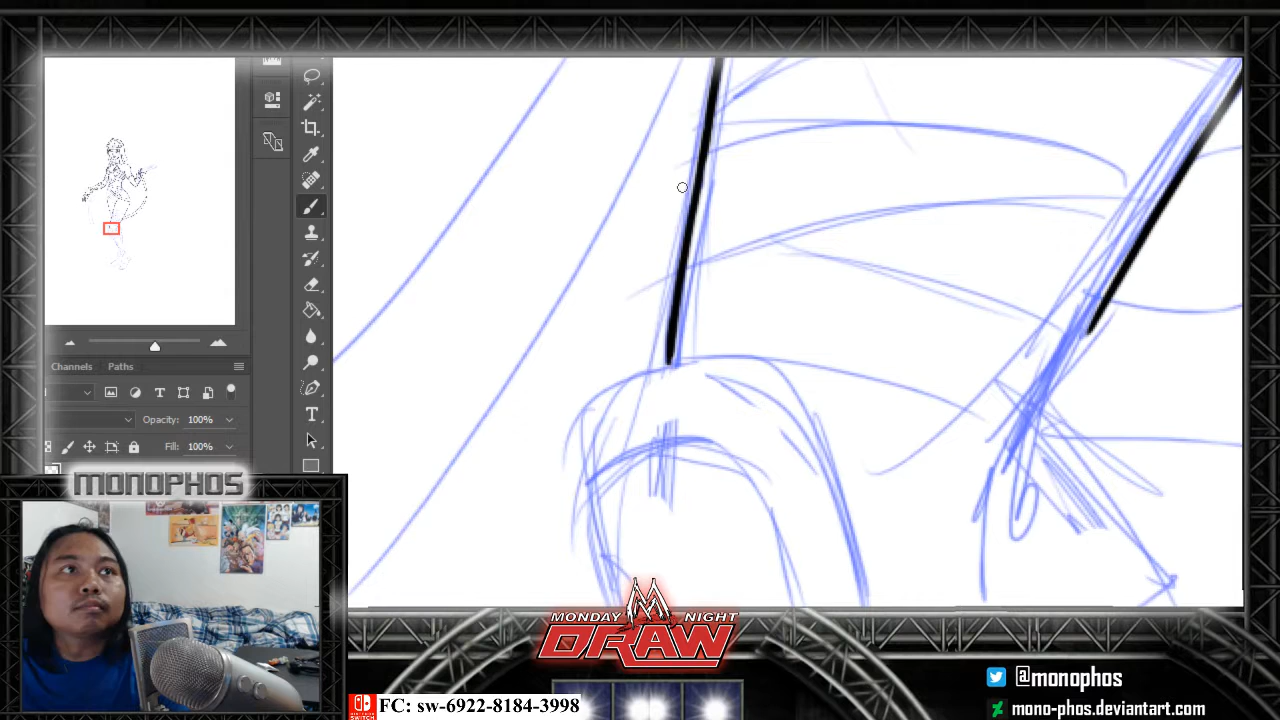 Channels Paths
Opacity: 100%
Fill: 100%
MONOPHOS
MONDAY NIGHT
DRAW
FC: sw-6922-8184-3998
@monophos
mono-phos.deviantart.com